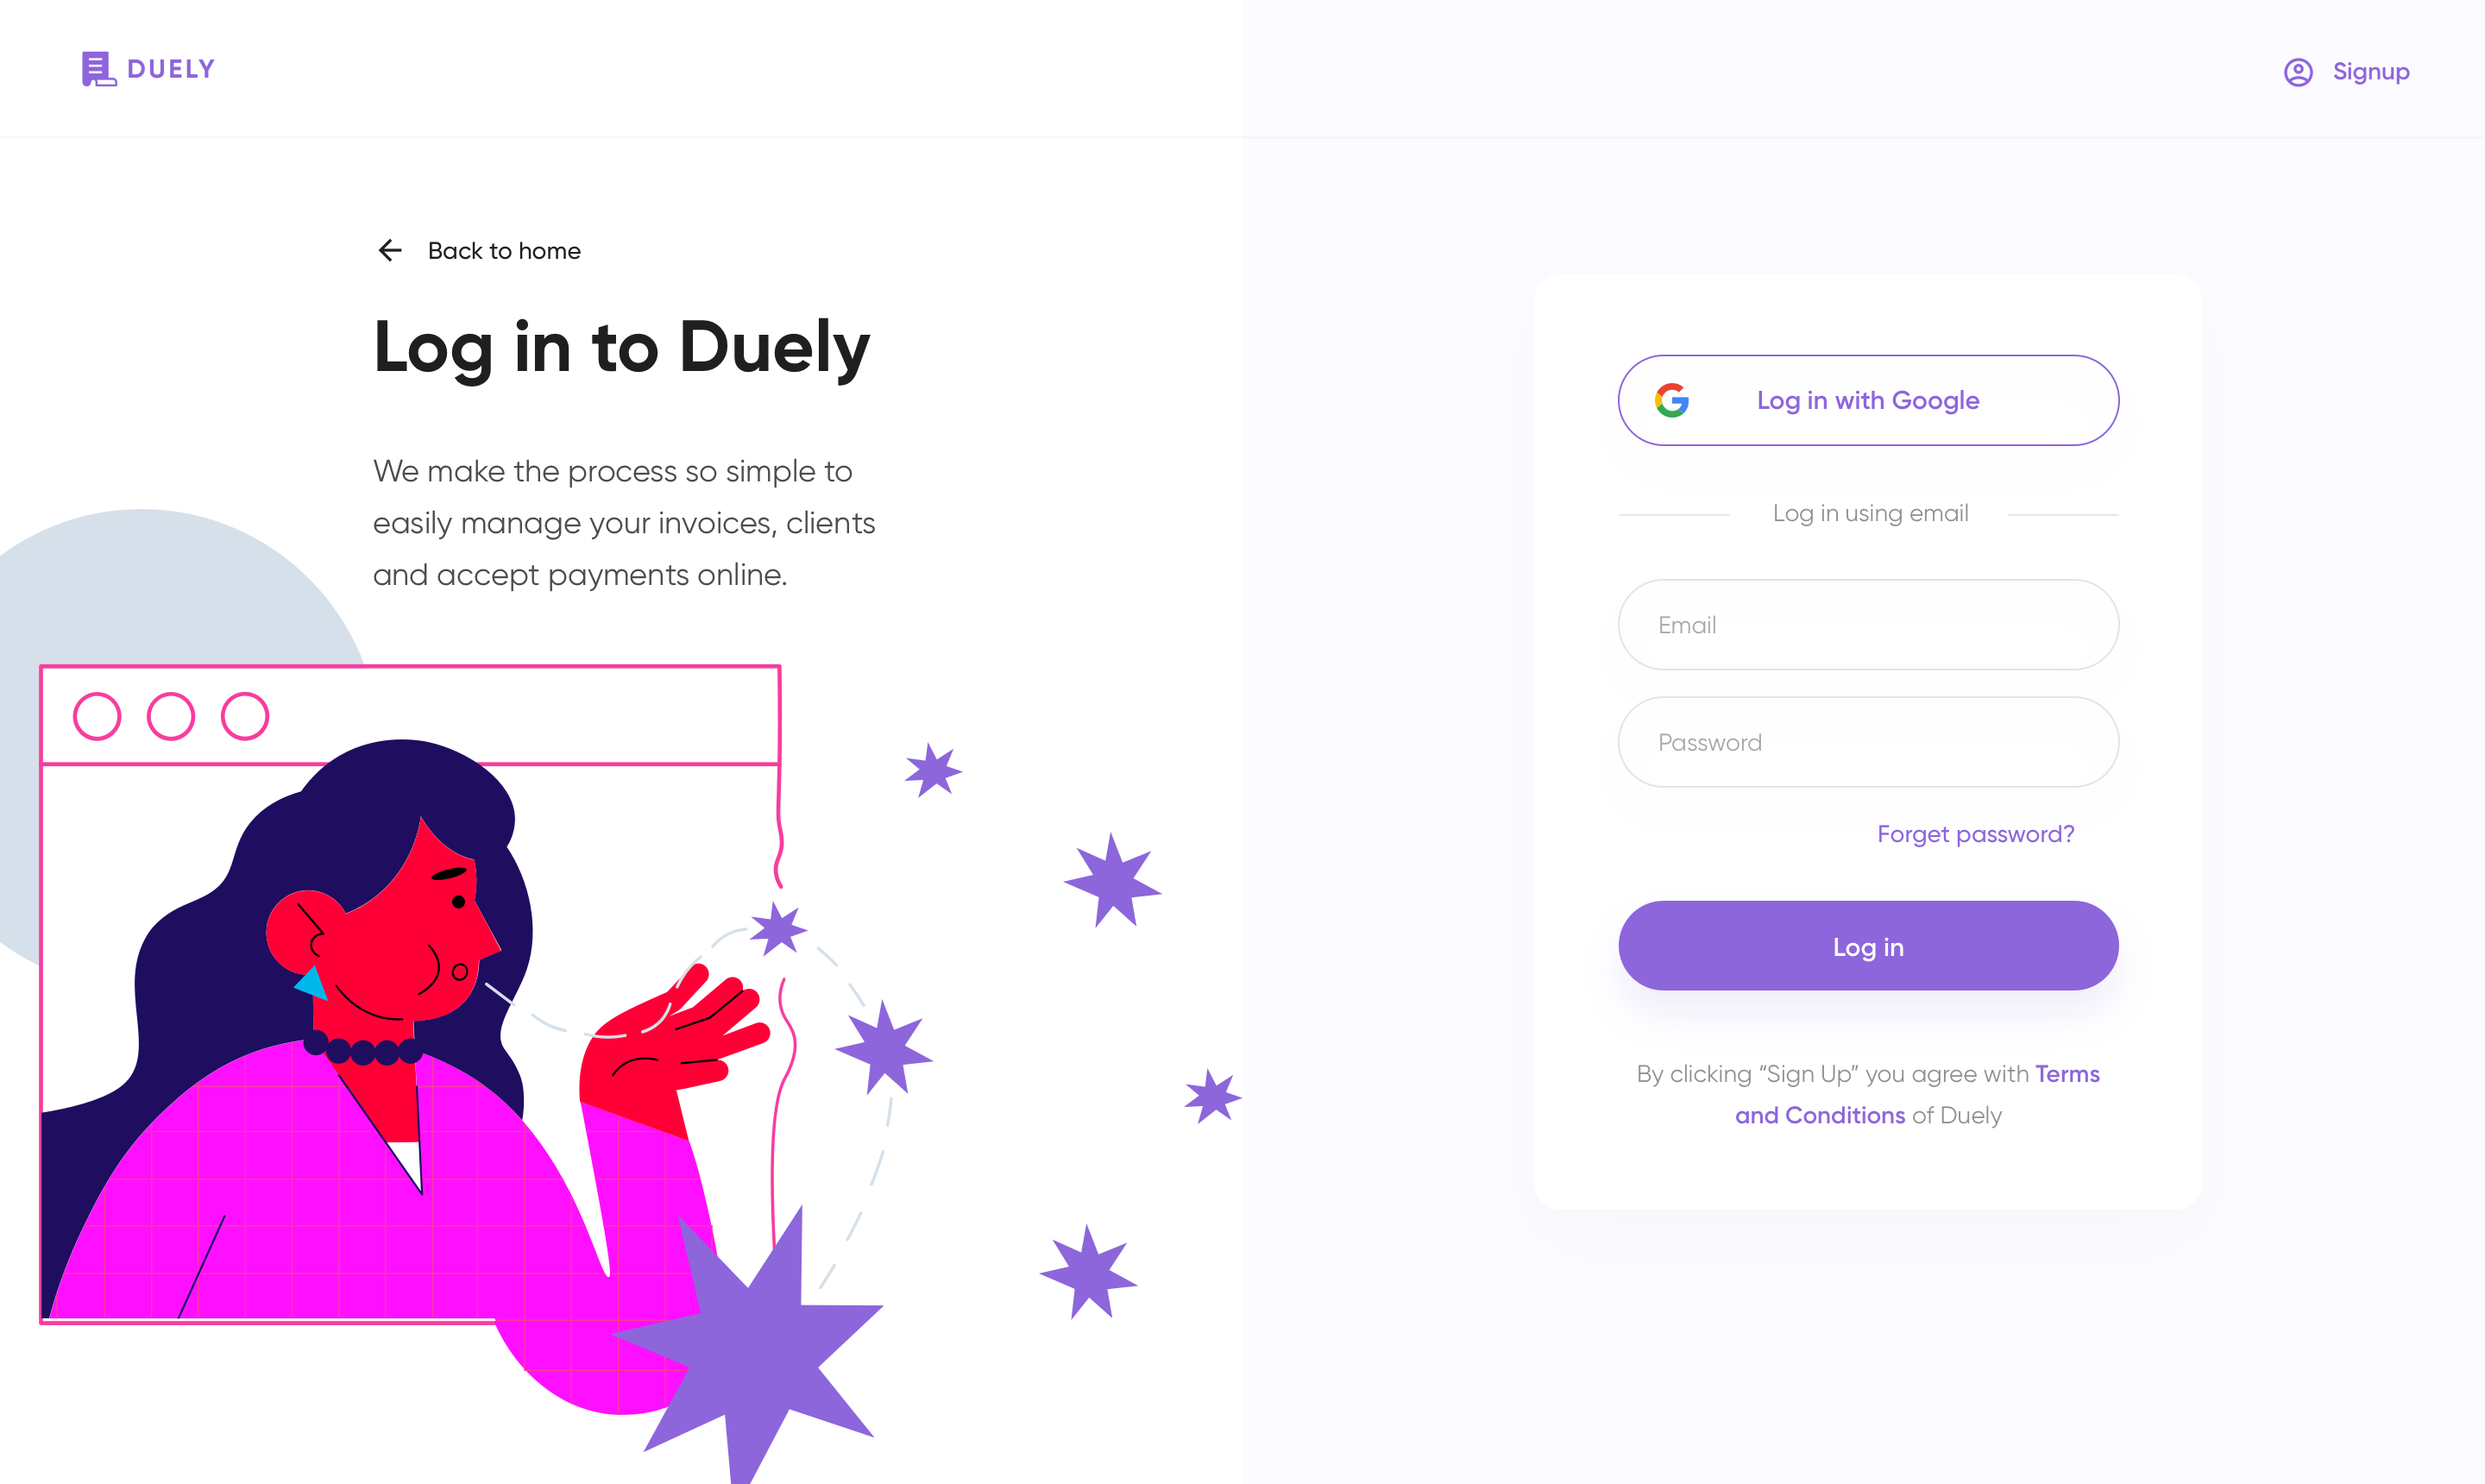 DUELY
Signup
Back to home
Log in to Duely
We make the process so simple to
easily manage your invoices, clients
and accept payments online.
Log in with Google
Log in using email
Email
Password
Forget password?
Log in
By clicking “Sign Up” you agree with Terms
and Conditions of Duely